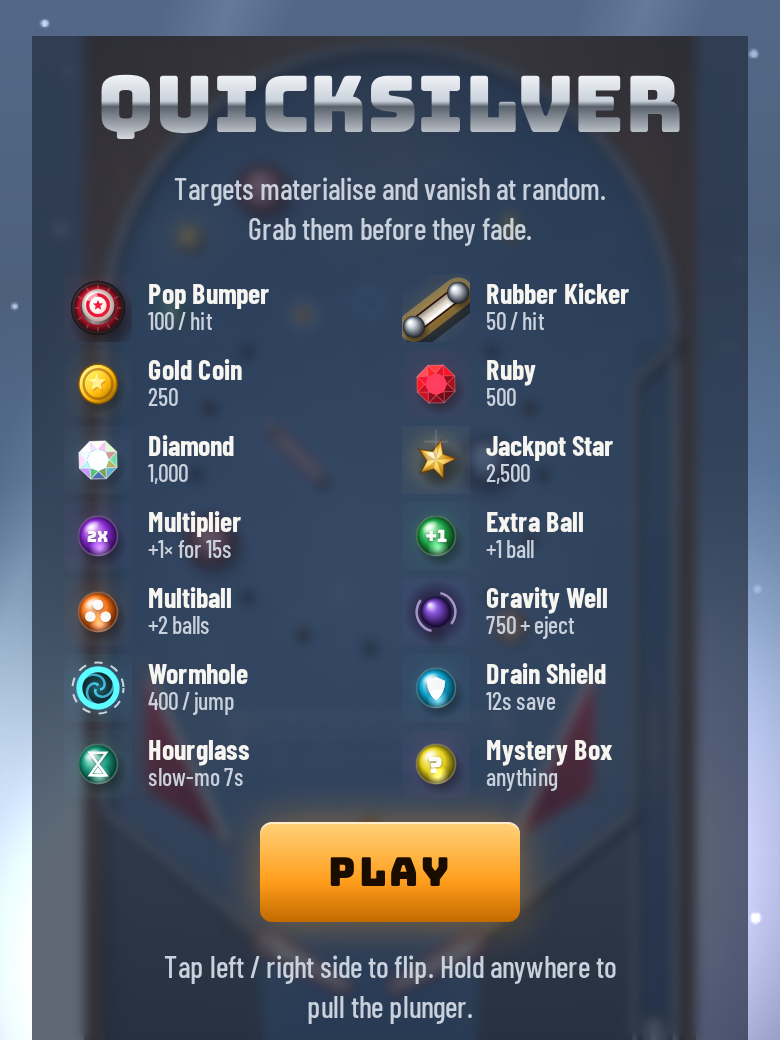 QUICKSILVER
Targets materialise and vanish at random.
Grab them before they fade.
Pop Bumper
100 / hit
Rubber Kicker
50 / hit
Gold Coin
250
Ruby
500
Diamond
1,000
Jackpot Star
2,500
2X
Multiplier
+1× for 15s
+1
Extra Ball
+1 ball
Multiball
+2 balls
Gravity Well
750 + eject
Wormhole
400 / jump
Drain Shield
12s save
Hourglass
slow-mo 7s
?
Mystery Box
anything
PLAY
Tap left / right side to flip. Hold anywhere to
pull the plunger.